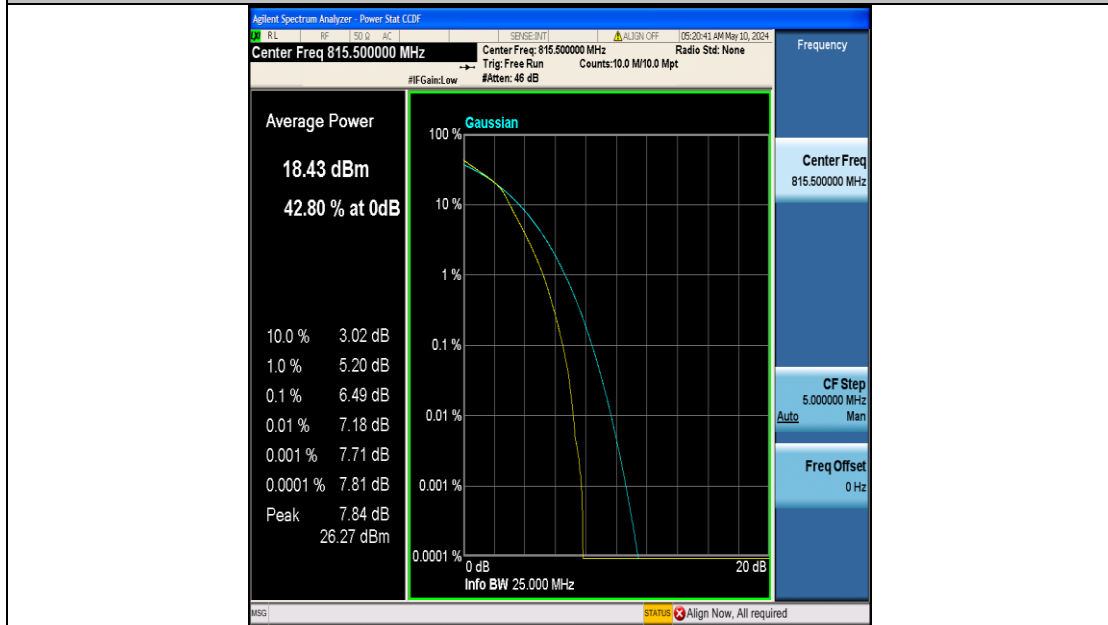 Agilent Spectrum Analyzer - Power Stat CCDF
RL RF 50 Ω AC SENSE:INT ALIGN OFF 05:20:41 AM May 10, 2024
Center Freq 815.500000 MHz
Center Freq: 815.500000 MHz Radio Std: None
Trig: Free Run Counts:10.0 M/10.0 Mpt
#IFGain:Low #Atten: 46 dB
Frequency
Average Power
18.43 dBm
42.80 % at 0dB
10.0 % 3.02 dB
1.0 % 5.20 dB
0.1 % 6.49 dB
0.01 % 7.18 dB
0.001 % 7.71 dB
0.0001 % 7.81 dB
Peak 7.84 dB
26.27 dBm
Gaussian
100 %
10 %
1 %
0.1 %
0.01 %
0.001 %
0.0001 %
0 dB 20 dB
Info BW 25.000 MHz
Center Freq
815.500000 MHz
CF Step
5.000000 MHz
Auto Man
Freq Offset
0 Hz
MSG STATUS Align Now, All required